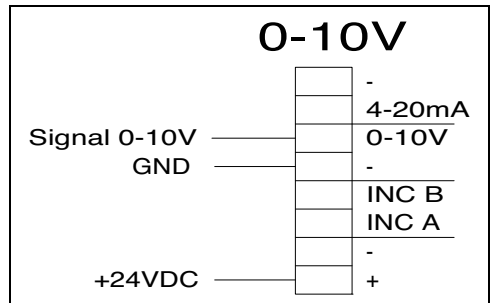 0-10V
-
4-20mA
Signal 0-10V 0-10V
GND -
INC B
INC A
-
+24VDC +